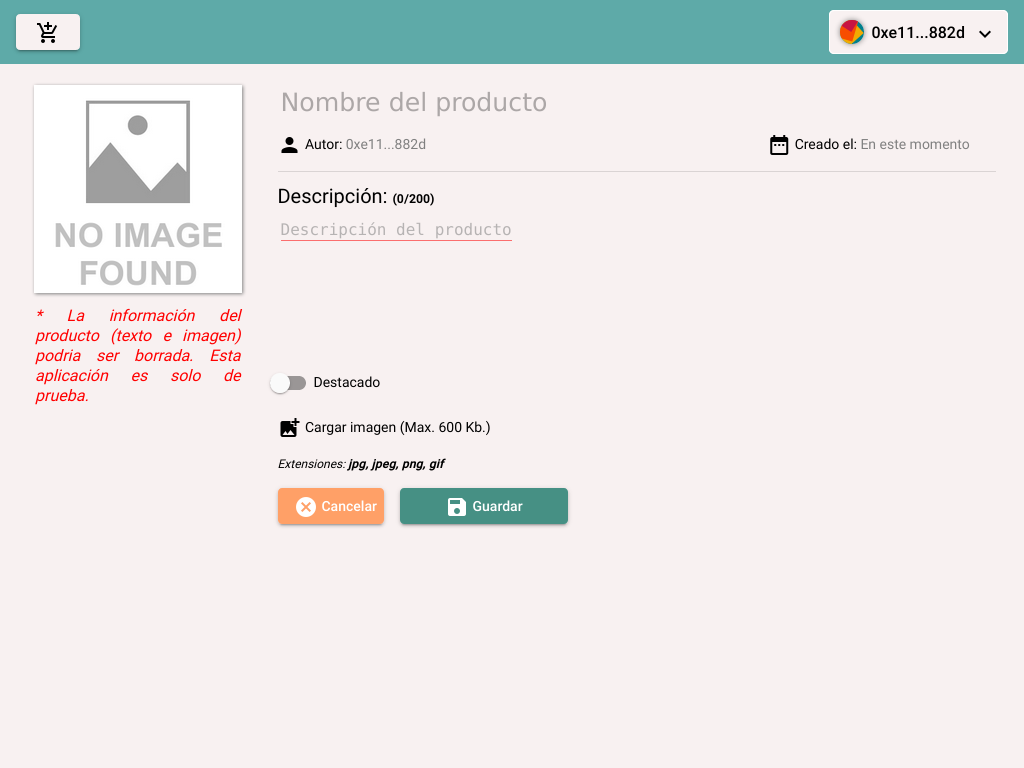 0xe11...882d
NO IMAGE
FOUND
* La información del
producto (texto e imagen)
podria ser borrada. Esta
aplicación es solo de
prueba.
Nombre del producto
Autor: 0xe11...882d
Creado el: En este momento
Descripción: (0/200)
Descripción del producto
Destacado
Cargar imagen (Max. 600 Kb.)
Extensiones: jpg, jpeg, png, gif
Cancelar
Guardar